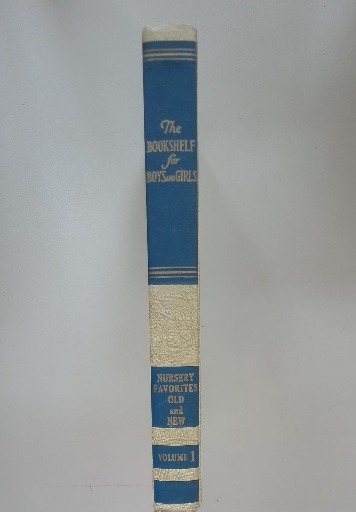 The
BOOKSHELF
for
BOYS AND GIRLS
NURSERY
FAVORITES
OLD
and
NEW
VOLUME 1